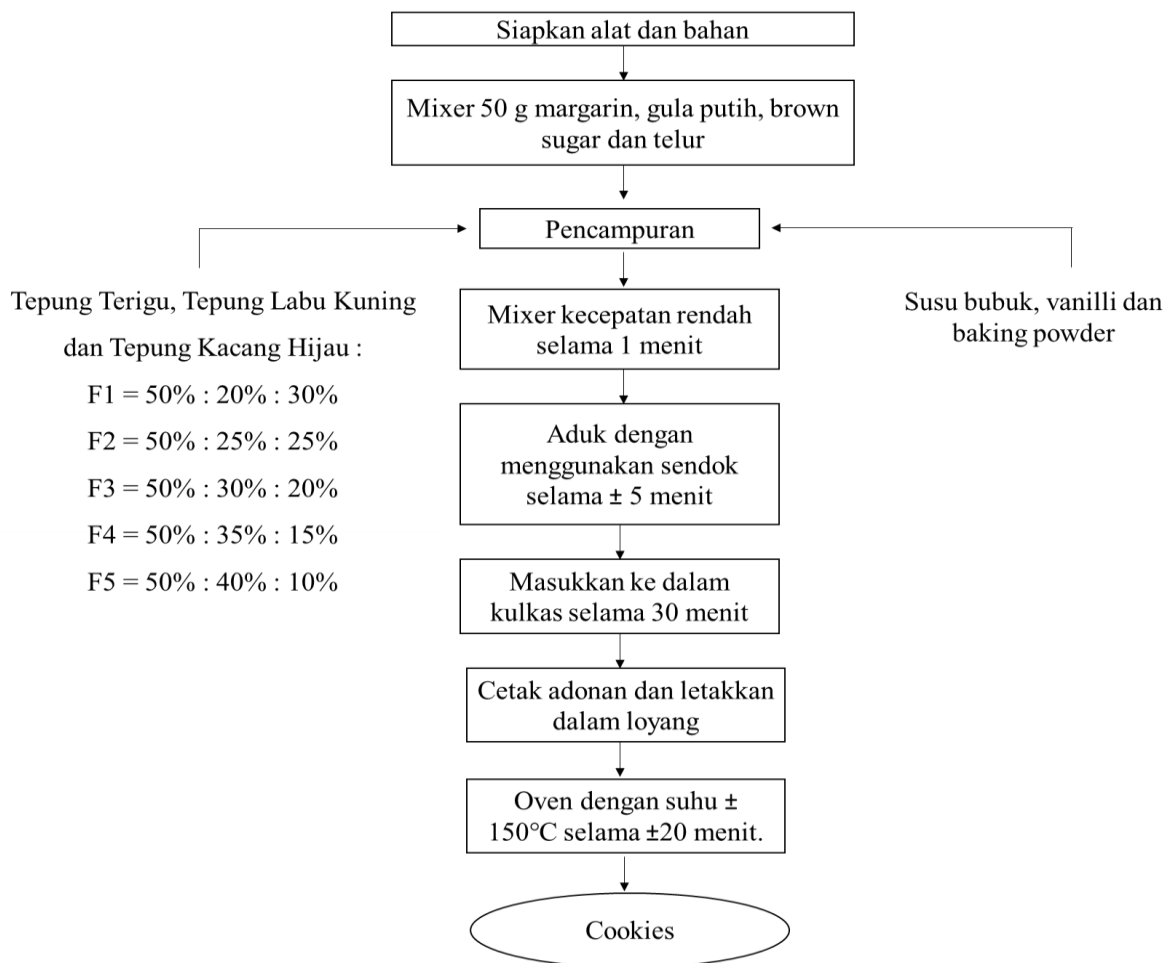 Siapkan alat dan bahan
Mixer 50 g margarin, gula putih, brown
sugar dan telur
Pencampuran
Tepung Terigu, Tepung Labu Kuning
dan Tepung Kacang Hijau :
F1 = 50% : 20% : 30%
F2 = 50% : 25% : 25%
F3 = 50% : 30% : 20%
F4 = 50% : 35% : 15%
F5 = 50% : 40% : 10%
Susu bubuk, vanilli dan
baking powder
Mixer kecepatan rendah
selama 1 menit
Aduk dengan
menggunakan sendok
selama ± 5 menit
Masukkan ke dalam
kulkas selama 30 menit
Cetak adonan dan letakkan
dalam loyang
Oven dengan suhu ±
150°C selama ±20 menit.
Cookies